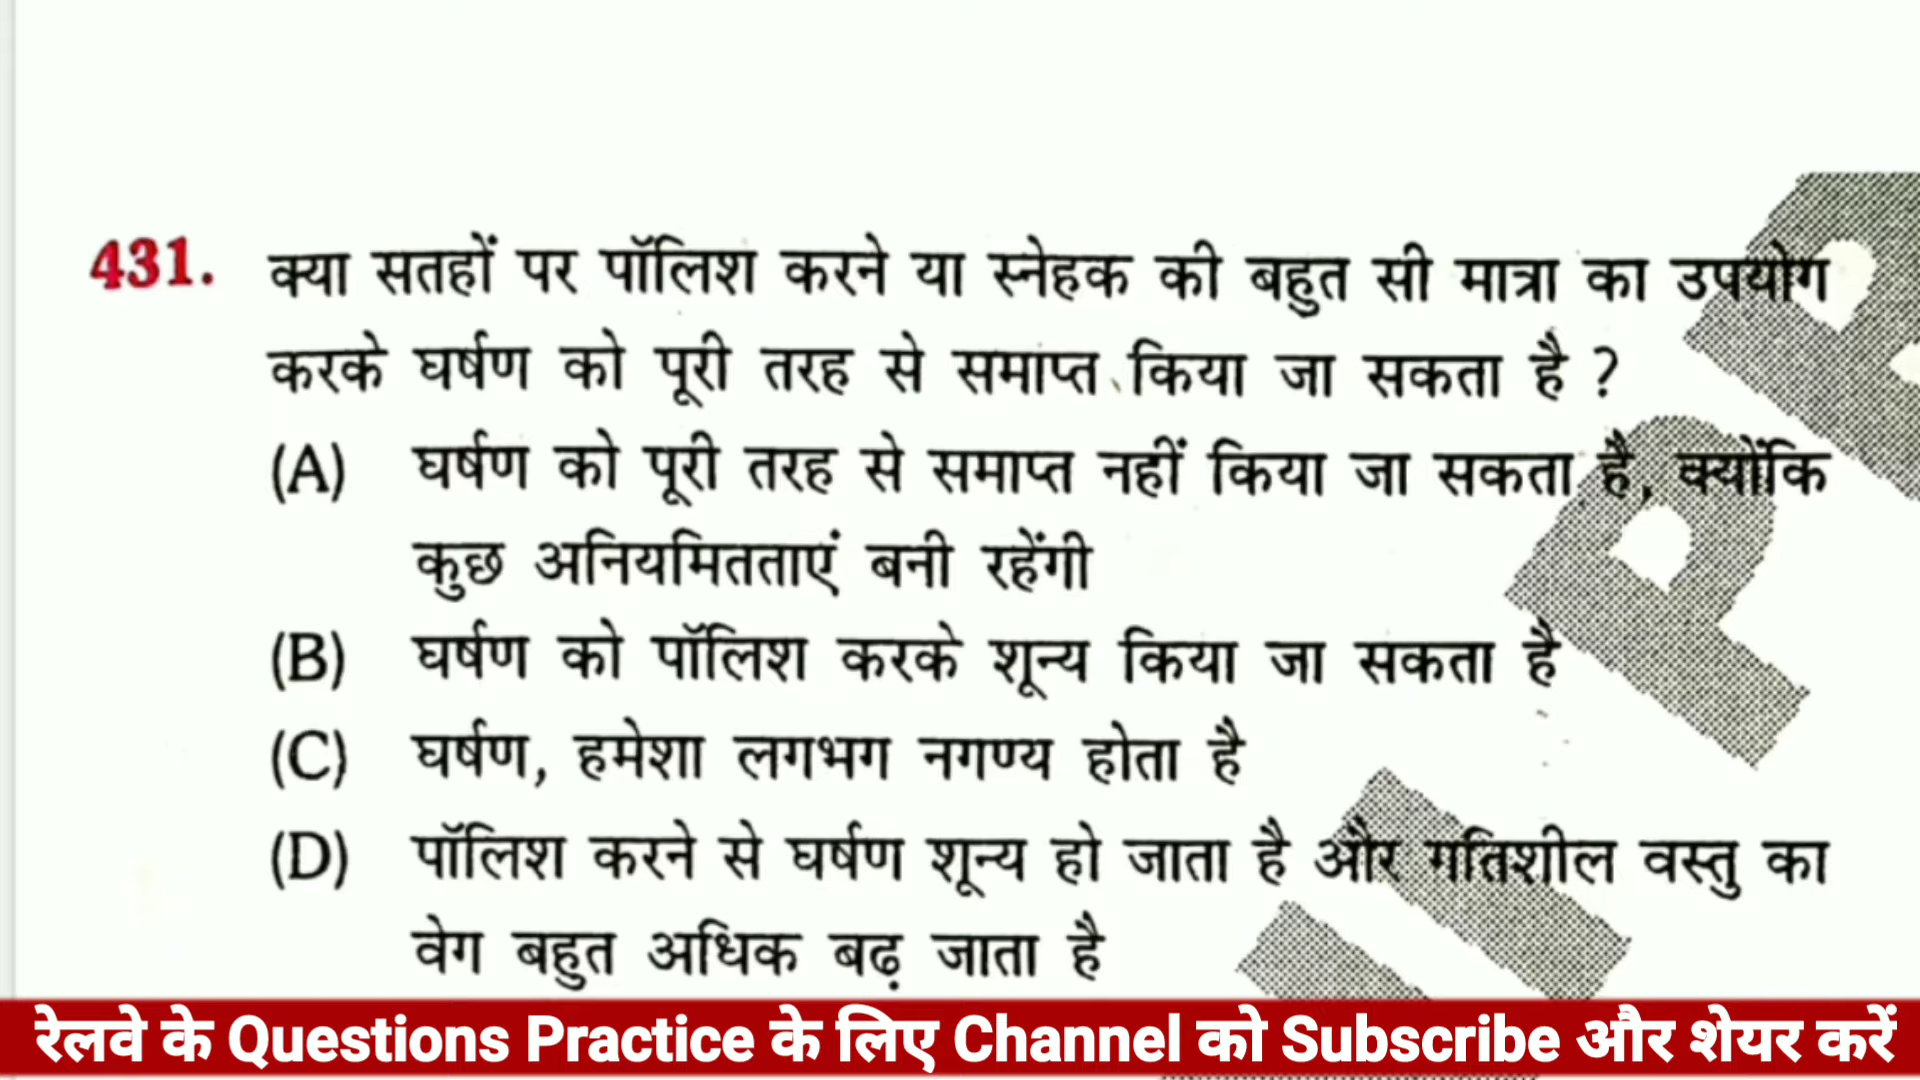 431. क्या सतहों पर पॉलिश करने या स्नेहक की बहुत सी मात्रा का उपयोग
करके घर्षण को पूरी तरह से समाप्त किया जा सकता है ?
(A) घर्षण को पूरी तरह से समाप्त नहीं किया जा सकता है, क्योंकि
कुछ अनियमितताएं बनी रहेंगी
(B) घर्षण को पॉलिश करके शून्य किया जा सकता है
(C) घर्षण, हमेशा लगभग नगण्य होता है
(D) पॉलिश करने से घर्षण शून्य हो जाता है और गतिशील वस्तु का
वेग बहुत अधिक बढ़ जाता है
रेलवे के Questions Practice के लिए Channel को Subscribe और शेयर करें